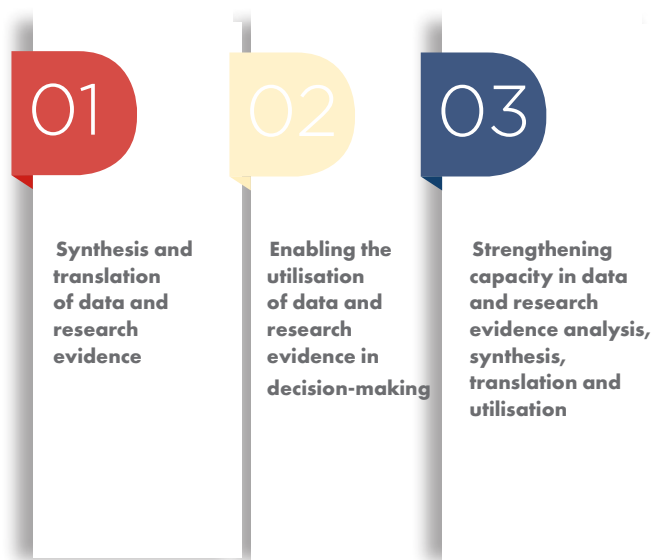 01
Synthesis and
translation
of data and
research
evidence
02
Enabling the
utilisation
of data and
research
evidence in
decision-making
03
Strengthening
capacity in data
and research
evidence analysis,
synthesis,
translation and
utilisation